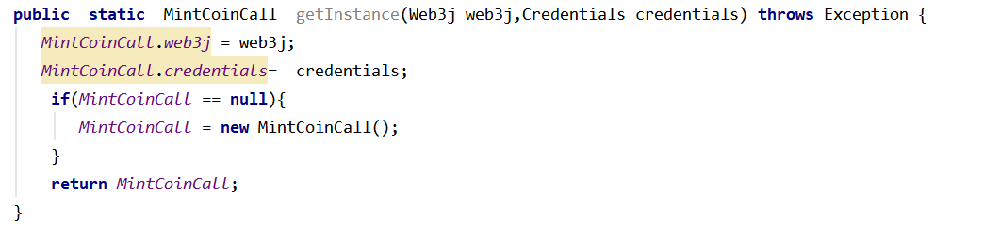 public static MintCoinCall getInstance(Web3j web3j,Credentials credentials) throws Exception {
MintCoinCall.web3j = web3j;
MintCoinCall.credentials= credentials;
if(MintCoinCall == null){
MintCoinCall = new MintCoinCall();
}
return MintCoinCall;
}